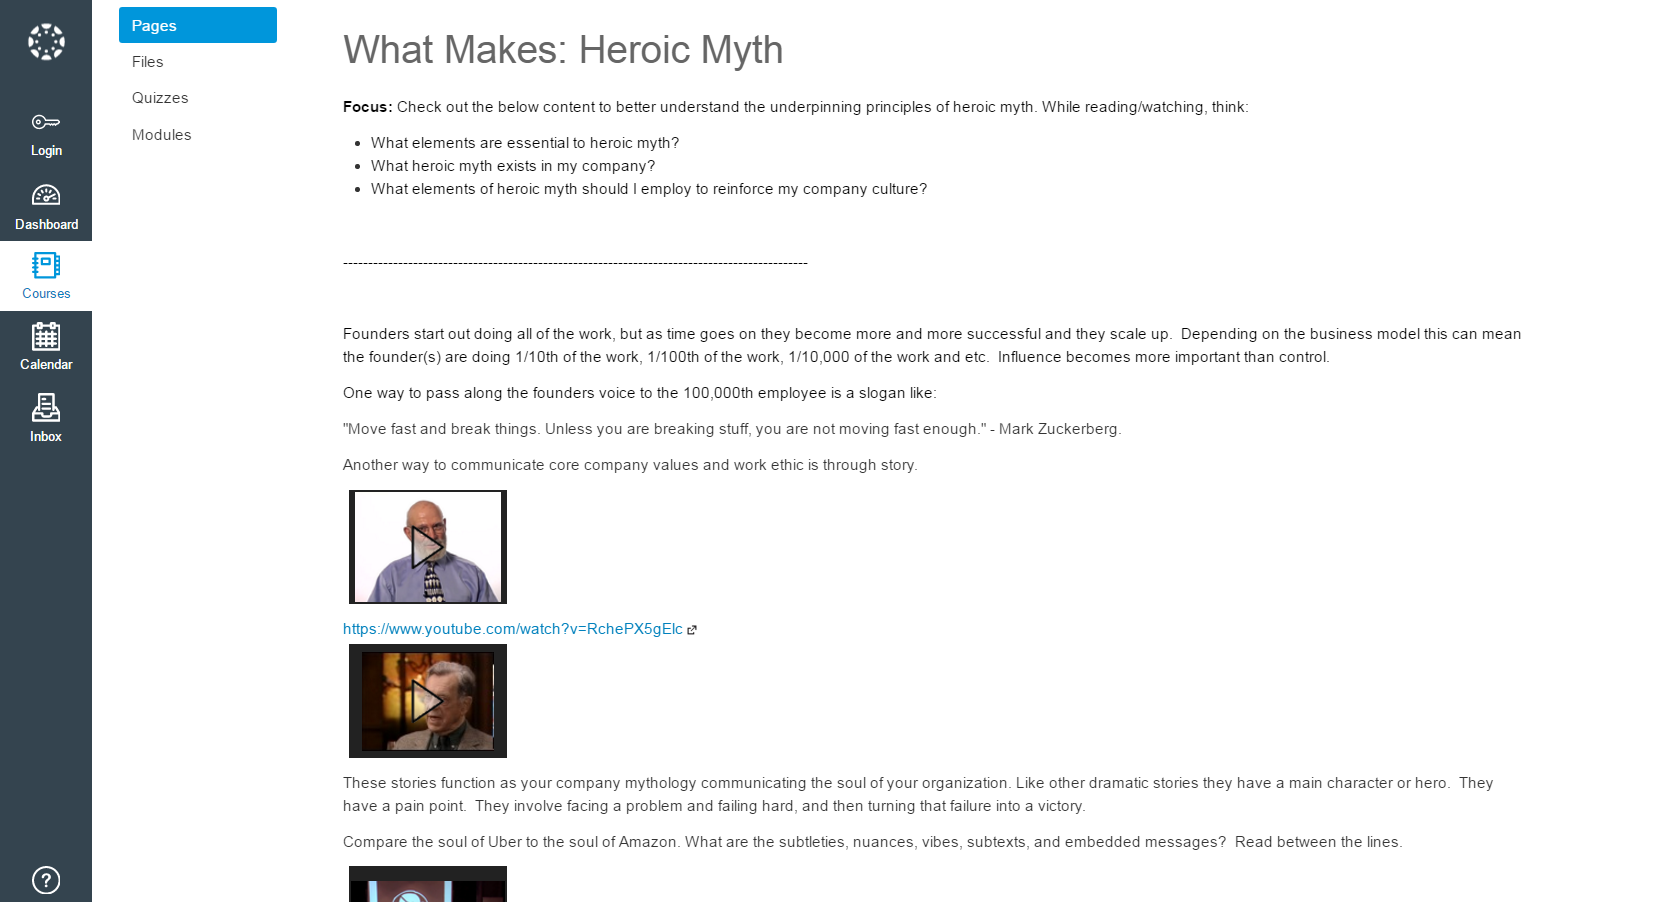 Login
Dashboard
Courses
Calendar
Inbox
?
Pages
Files
Quizzes
Modules
What Makes: Heroic Myth
Focus: Check out the below content to better understand the underpinning principles of heroic myth. While reading/watching, think:
• What elements are essential to heroic myth?
• What heroic myth exists in my company?
• What elements of heroic myth should I employ to reinforce my company culture?
---------------------------------------------------------------------------------------------
Founders start out doing all of the work, but as time goes on they become more and more successful and they scale up.  Depending on the business model this can mean
the founder(s) are doing 1/10th of the work, 1/100th of the work, 1/10,000 of the work and etc.  Influence becomes more important than control.
One way to pass along the founders voice to the 100,000th employee is a slogan like:
"Move fast and break things. Unless you are breaking stuff, you are not moving fast enough." - Mark Zuckerberg.
Another way to communicate core company values and work ethic is through story.
https://www.youtube.com/watch?v=RchePX5gElc
These stories function as your company mythology communicating the soul of your organization. Like other dramatic stories they have a main character or hero.  They
have a pain point.  They involve facing a problem and failing hard, and then turning that failure into a victory.
Compare the soul of Uber to the soul of Amazon. What are the subtleties, nuances, vibes, subtexts, and embedded messages?  Read between the lines.